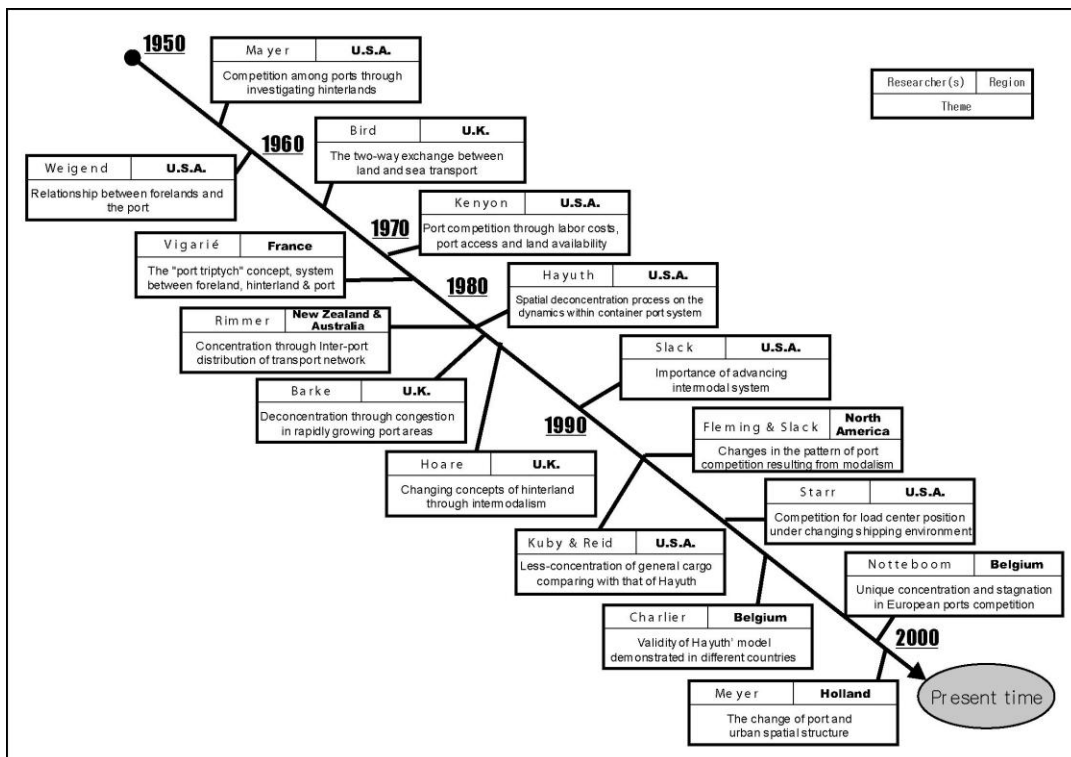 1950
Mayer U.S.A.
Competition among ports through
investigating hinterlands
Researcher(s) Region
Theme
1960
Bird U.K.
The two-way exchange between
land and sea transport
Weigend U.S.A.
Relationship between forelands and
the port
1970
Kenyon U.S.A.
Port competition through labor costs,
port access and land availability
Vigarié France
The "port triptych" concept, system
between foreland, hinterland & port
1980
Hayuth U.S.A.
Spatial deconcentration process on the
dynamics within container port system
Rimmer New Zealand &
Australia
Concentration through Inter-port
distribution of transport network
Slack U.S.A.
Importance of advancing
intermodal system
Barke U.K.
Deconcentration through congestion
in rapidly growing port areas
1990
Fleming & Slack North
America
Changes in the pattern of port
competition resulting from modalism
Hoare U.K.
Changing concepts of hinterland
through intermodalism
Starr U.S.A.
Competition for load center position
under changing shipping environment
Kuby & Reid U.S.A.
Less-concentration of general cargo
comparing with that of Hayuth
Notteboom Belgium
Unique concentration and stagnation
in European ports competition
Charlier Belgium
Validity of Hayuth' model
demonstrated in different countries
2000
Meyer Holland
The change of port and
urban spatial structure
Present time